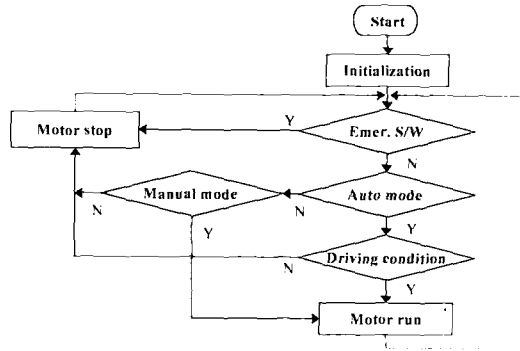 Start
Initialization
Motor stop
Y
Emer. S/W
N
Manual mode
N
N
Auto mode
Y
Y
Driving condition
N
Y
Motor run